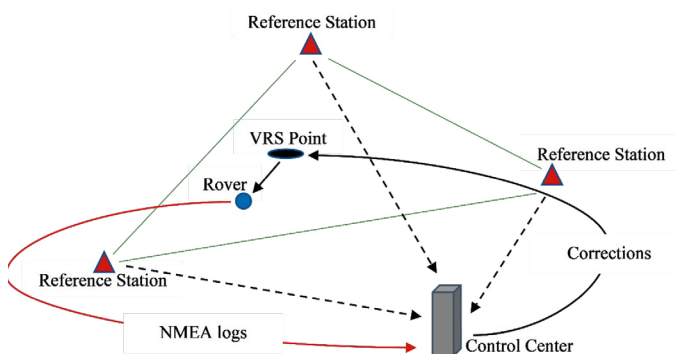 Reference Station
VRS Point
Reference Station
Rover
Corrections
Reference Station
NMEA logs
Control Center